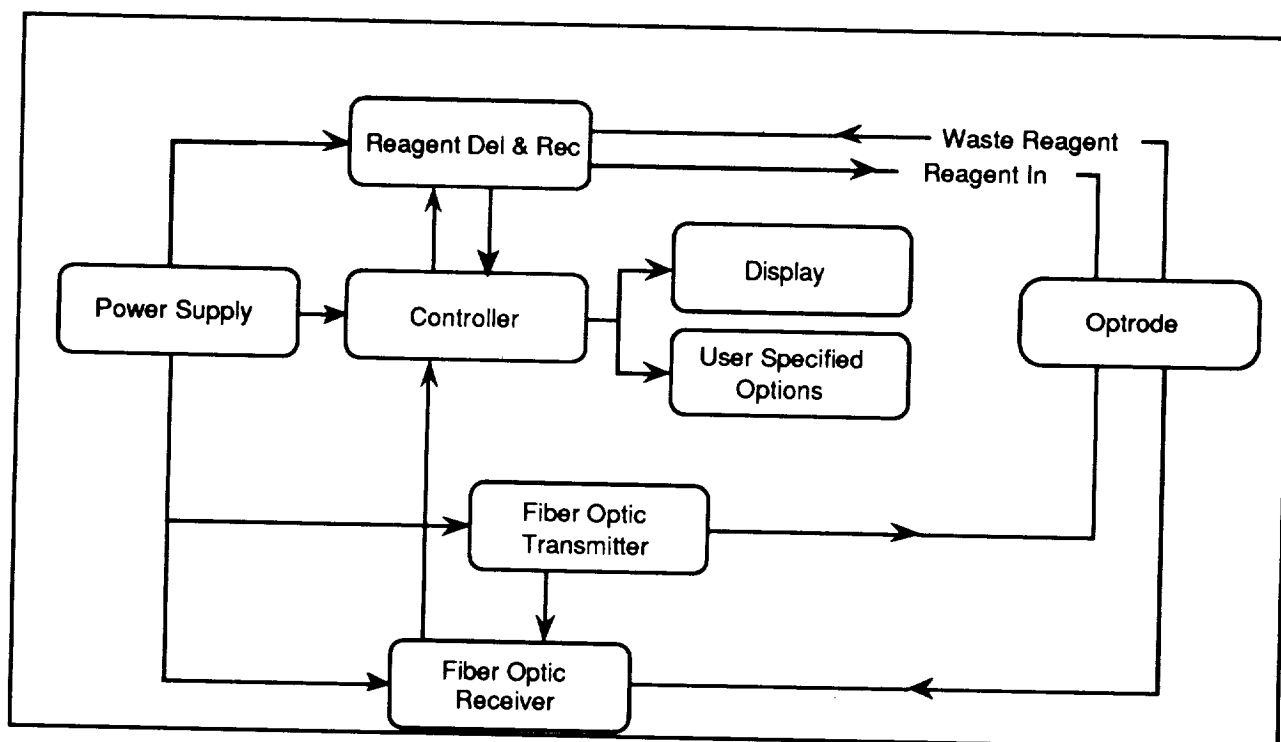 Reagent Del & Rec
Waste Reagent
Reagent In
Power Supply
Controller
Display
User Specified
Options
Optrode
Fiber Optic
Transmitter
Fiber Optic
Receiver